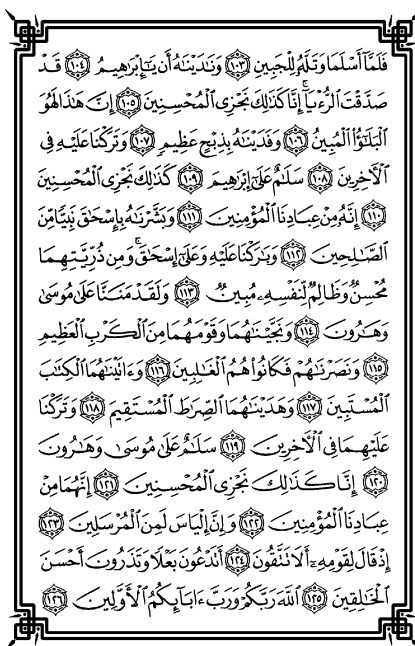 فَلَمَّآ أَسْلَمَا وَتَلَّهُۥ لِلْجَبِينِ ١٠٣ وَنَٰدَيْنَٰهُ أَن يَٰٓإِبْرَٰهِيمُ ١٠٤ قَدْ
صَدَّقْتَ ٱلرُّءْيَآ ۚ إِنَّا كَذَٰلِكَ نَجْزِى ٱلْمُحْسِنِينَ ١٠٥ إِنَّ هَٰذَا لَهُوَ
ٱلْبَلَٰٓؤُا۟ ٱلْمُبِينُ ١٠٦ وَفَدَيْنَٰهُ بِذِبْحٍ عَظِيمٍ ١٠٧ وَتَرَكْنَا عَلَيْهِ فِى
ٱلْءَاخِرِينَ ١٠٨ سَلَٰمٌ عَلَىٰٓ إِبْرَٰهِيمَ ١٠٩ كَذَٰلِكَ نَجْزِى ٱلْمُحْسِنِينَ
١١٠ إِنَّهُۥ مِنْ عِبَادِنَا ٱلْمُؤْمِنِينَ ١١١ وَبَشَّرْنَٰهُ بِإِسْحَٰقَ نَبِيًّا مِّنَ
ٱلصَّٰلِحِينَ ١١٢ وَبَٰرَكْنَا عَلَيْهِ وَعَلَىٰٓ إِسْحَٰقَ ۚ وَمِن ذُرِّيَّتِهِمَا
مُحْسِنٌ وَظَالِمٌ لِّنَفْسِهِۦ مُبِينٌ ١١٣ وَلَقَدْ مَنَنَّا عَلَىٰ مُوسَىٰ
وَهَٰرُونَ ١١٤ وَنَجَّيْنَٰهُمَا وَقَوْمَهُمَا مِنَ ٱلْكَرْبِ ٱلْعَظِيمِ
١١٥ وَنَصَرْنَٰهُمْ فَكَانُوا۟ هُمُ ٱلْغَٰلِبِينَ ١١٦ وَءَاتَيْنَٰهُمَا ٱلْكِتَٰبَ
ٱلْمُسْتَبِينَ ١١٧ وَهَدَيْنَٰهُمَا ٱلصِّرَٰطَ ٱلْمُسْتَقِيمَ ١١٨ وَتَرَكْنَا
عَلَيْهِمَا فِى ٱلْءَاخِرِينَ ١١٩ سَلَٰمٌ عَلَىٰ مُوسَىٰ وَهَٰرُونَ
١٢٠ إِنَّا كَذَٰلِكَ نَجْزِى ٱلْمُحْسِنِينَ ١٢١ إِنَّهُمَا مِنْ
عِبَادِنَا ٱلْمُؤْمِنِينَ ١٢٢ وَإِنَّ إِلْيَاسَ لَمِنَ ٱلْمُرْسَلِينَ ١٢٣
إِذْ قَالَ لِقَوْمِهِۦٓ أَلَا تَتَّقُونَ ١٢٤ أَتَدْعُونَ بَعْلًا وَتَذَرُونَ أَحْسَنَ
ٱلْخَٰلِقِينَ ١٢٥ ٱللَّهَ رَبَّكُمْ وَرَبَّ ءَابَآئِكُمُ ٱلْأَوَّلِينَ ١٢٦